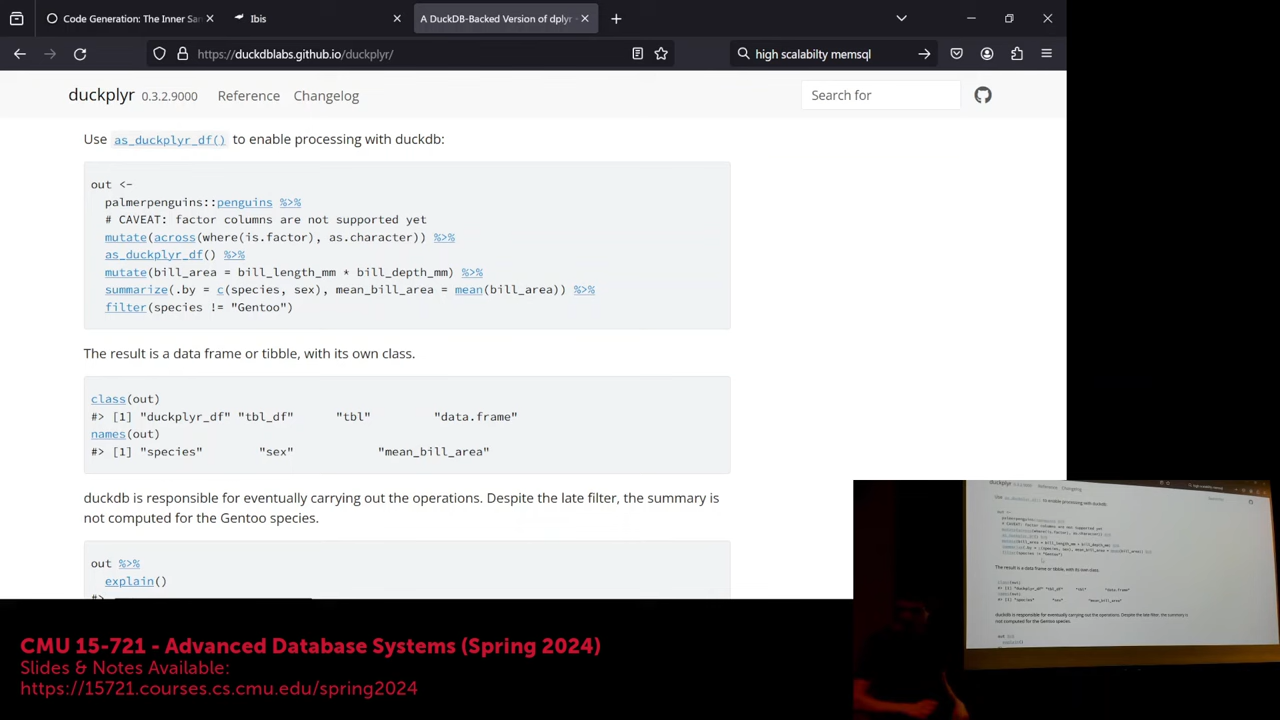 Code Generation: The Inner San
Ibis
A DuckDB-Backed Version of dplyr
https://duckdblabs.github.io/duckplyr/
high scalabilty memsql
duckplyr 0.3.2.9000 Reference Changelog
Search for
Use as_duckplyr_df() to enable processing with duckdb:
out <-
palmerpenguins::penguins %>%
# CAVEAT: factor columns are not supported yet
mutate(across(where(is.factor), as.character)) %>%
as_duckplyr_df() %>%
mutate(bill_area = bill_length_mm * bill_depth_mm) %>%
summarize(.by = c(species, sex), mean_bill_area = mean(bill_area)) %>%
filter(species != "Gentoo")
The result is a data frame or tibble, with its own class.
class(out)
#> [1] "duckplyr_df" "tbl_df" "tbl" "data.frame"
names(out)
#> [1] "species" "sex" "mean_bill_area"
duckdb is responsible for eventually carrying out the operations. Despite the late filter, the summary is
not computed for the Gentoo species.
out %>%
explain()
#>
CMU 15-721 - Advanced Database Systems (Spring 2024)
Slides & Notes Available:
https://15721.courses.cs.cmu.edu/spring2024